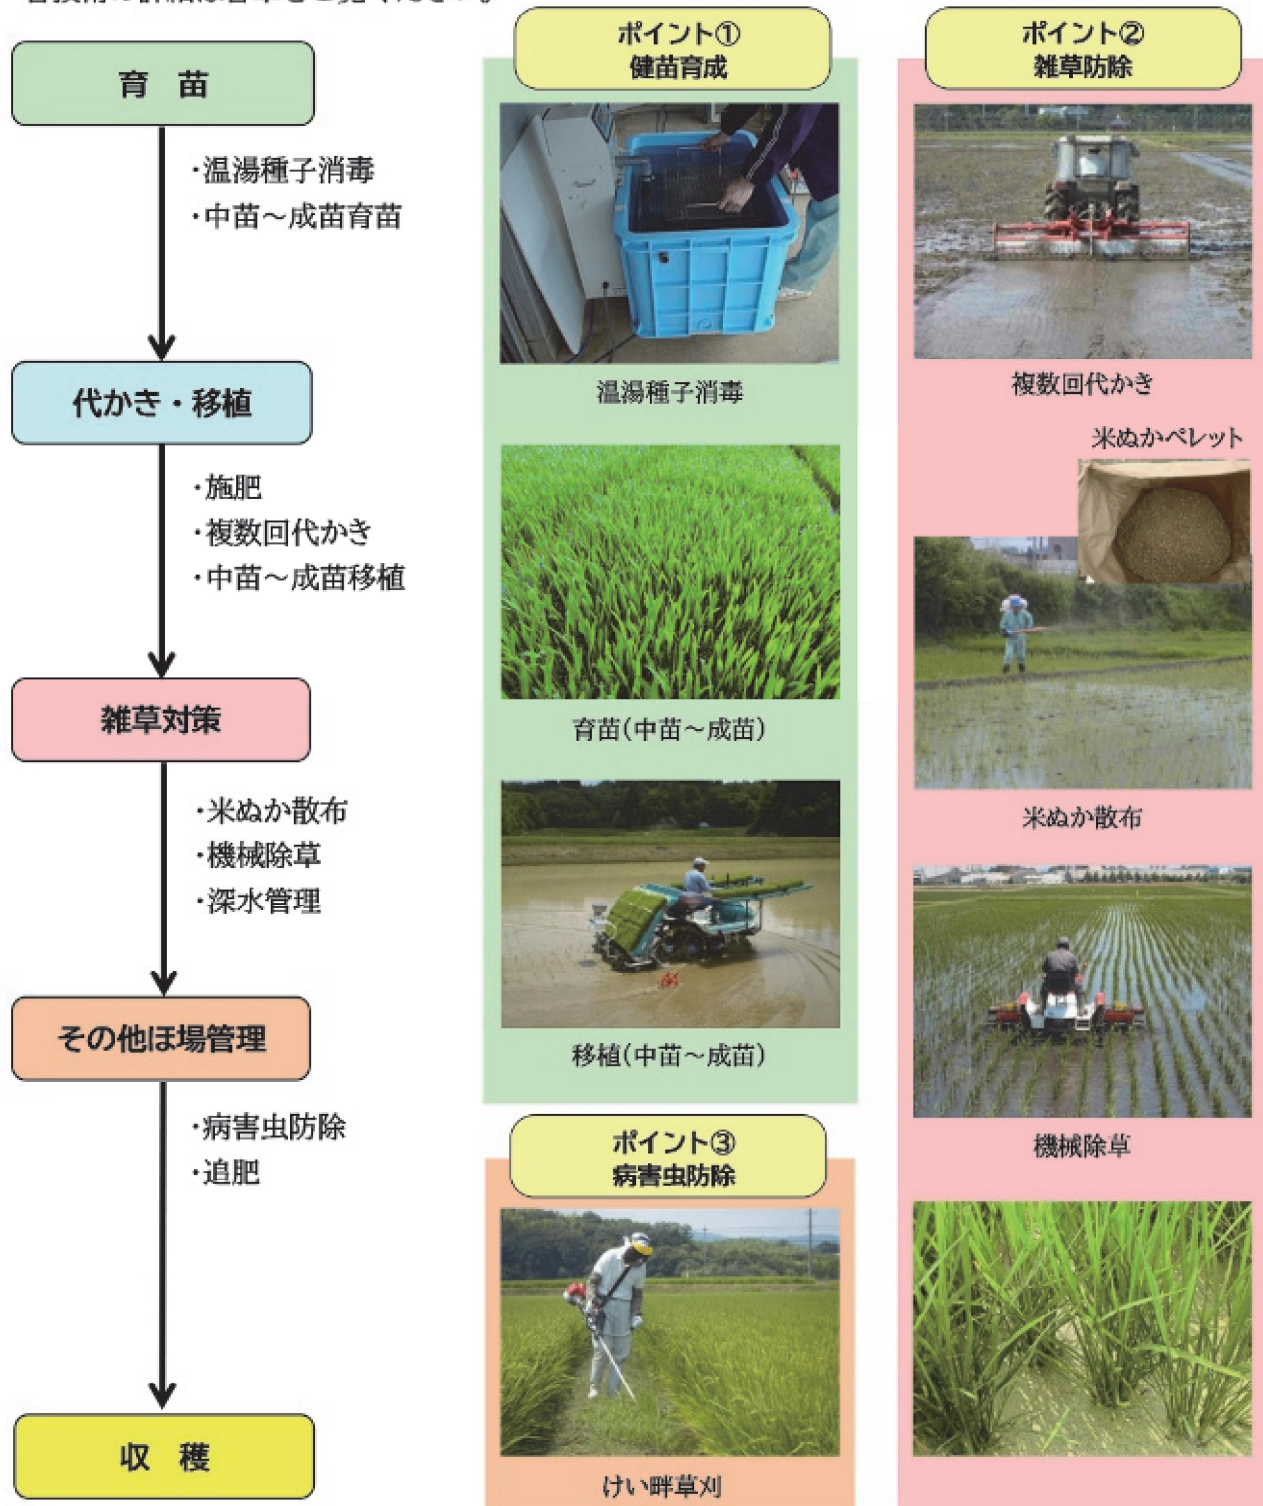 育 苗
・温湯種子消毒
・中苗～成苗育苗
代かき・移植
・施肥
・複数回代かき
・中苗～成苗移植
雑草対策
・米ぬか散布
・機械除草
・深水管理
その他ほ場管理
・病害虫防除
・追肥
収 穫
ポイント①
健苗育成
温湯種子消毒
育苗(中苗～成苗)
移植(中苗～成苗)
ポイント③
病害虫防除
けい畔草刈
ポイント②
雑草防除
複数回代かき
米ぬかペレット
米ぬか散布
機械除草